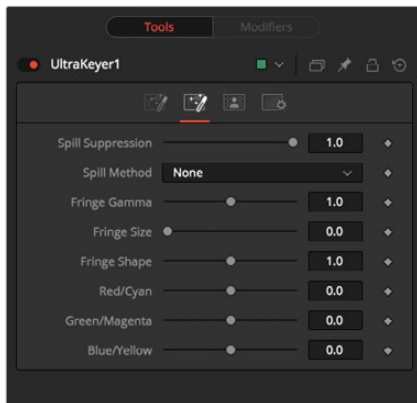 Tools Modifiers
UltraKeyer1
Spill Suppression 1.0
Spill Method None
Fringe Gamma 1.0
Fringe Size 0.0
Fringe Shape 1.0
Red/Cyan 0.0
Green/Magenta 0.0
Blue/Yellow 0.0